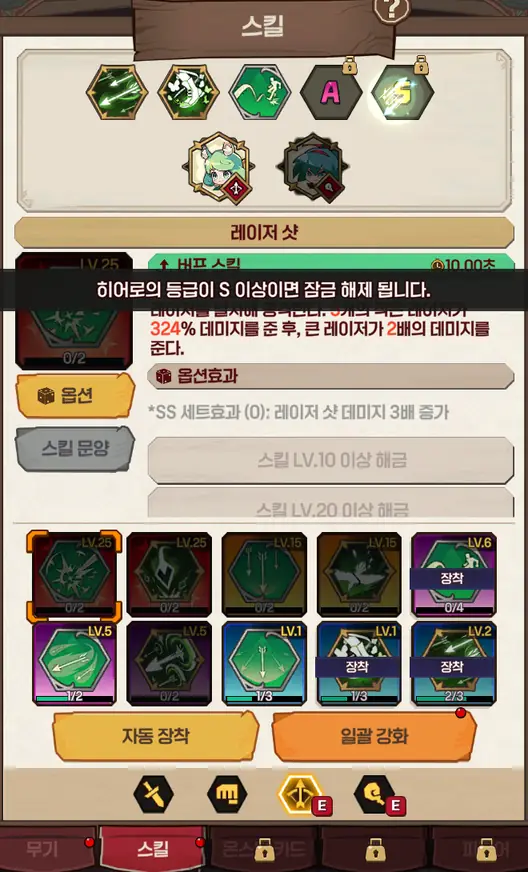 스킬
?
A
S
레이저 샷
LV.25
버프 스킬
10.00초
히어로의 등급이 S 이상이면 잠금 해제 됩니다.
324% 데미지를 준 후, 큰 레이저가 2배의 데미지를
준다.
0/2
옵션
옵션효과
*SS 세트효과 (0): 레이저 샷 데미지 3배 증가
스킬 문양
스킬 LV.10 이상 해금
스킬 LV.20 이상 해금
LV.25
LV.25
LV.15
LV.15
LV.6
장착
0/2
0/2
0/2
0/2
0/4
LV.5
LV.5
LV.1
LV.1
LV.2
장착
장착
1/2
0/2
1/3
1/3
2/3
자동 장착
일괄 강화
E
E
무기
스킬